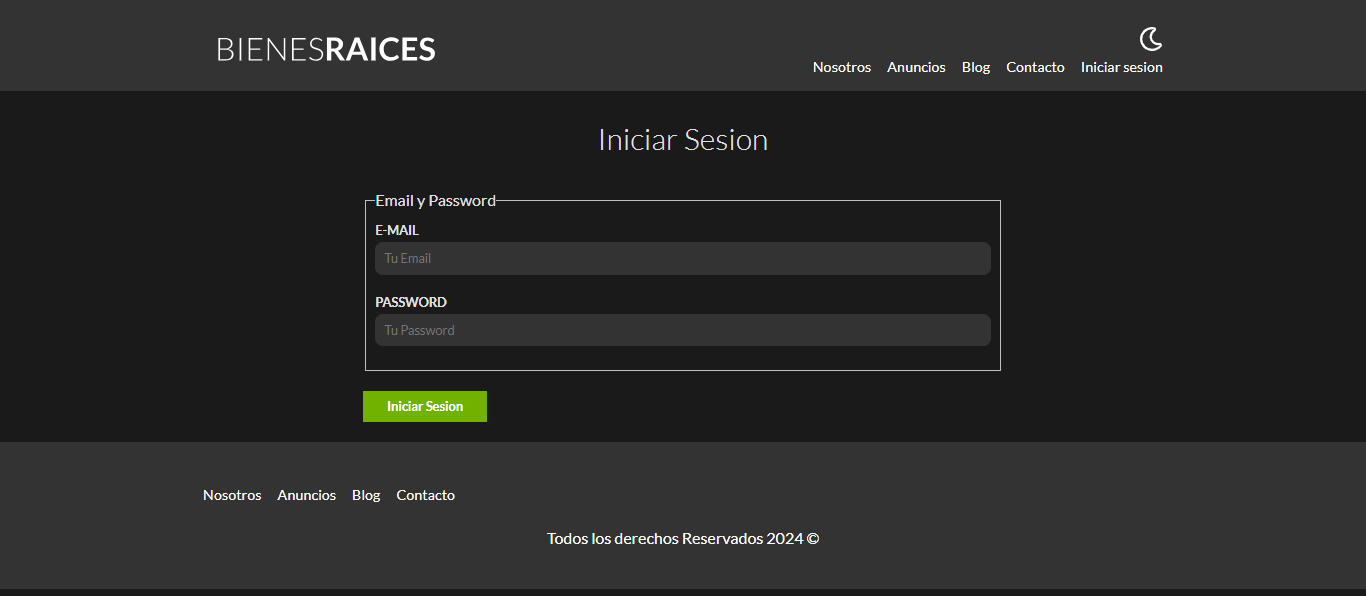 BIENESRAICES
Nosotros Anuncios Blog Contacto Iniciar sesion
Iniciar Sesion
Email y Password
E-MAIL
Tu Email
PASSWORD
Tu Password
Iniciar Sesion
Nosotros Anuncios Blog Contacto
Todos los derechos Reservados 2024 ©